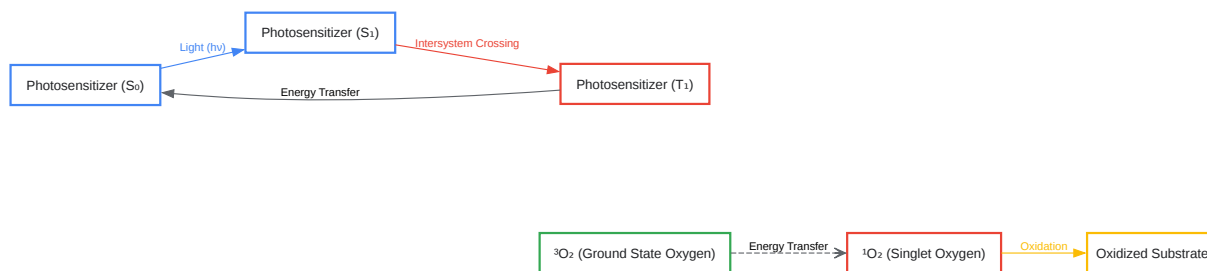 Photosensitizer (S₁)
Light (hν)
Intersystem Crossing
Photosensitizer (S₀)
Photosensitizer (T₁)
Energy Transfer
³O₂ (Ground State Oxygen)
Energy Transfer
¹O₂ (Singlet Oxygen)
Oxidation
Oxidized Substrate